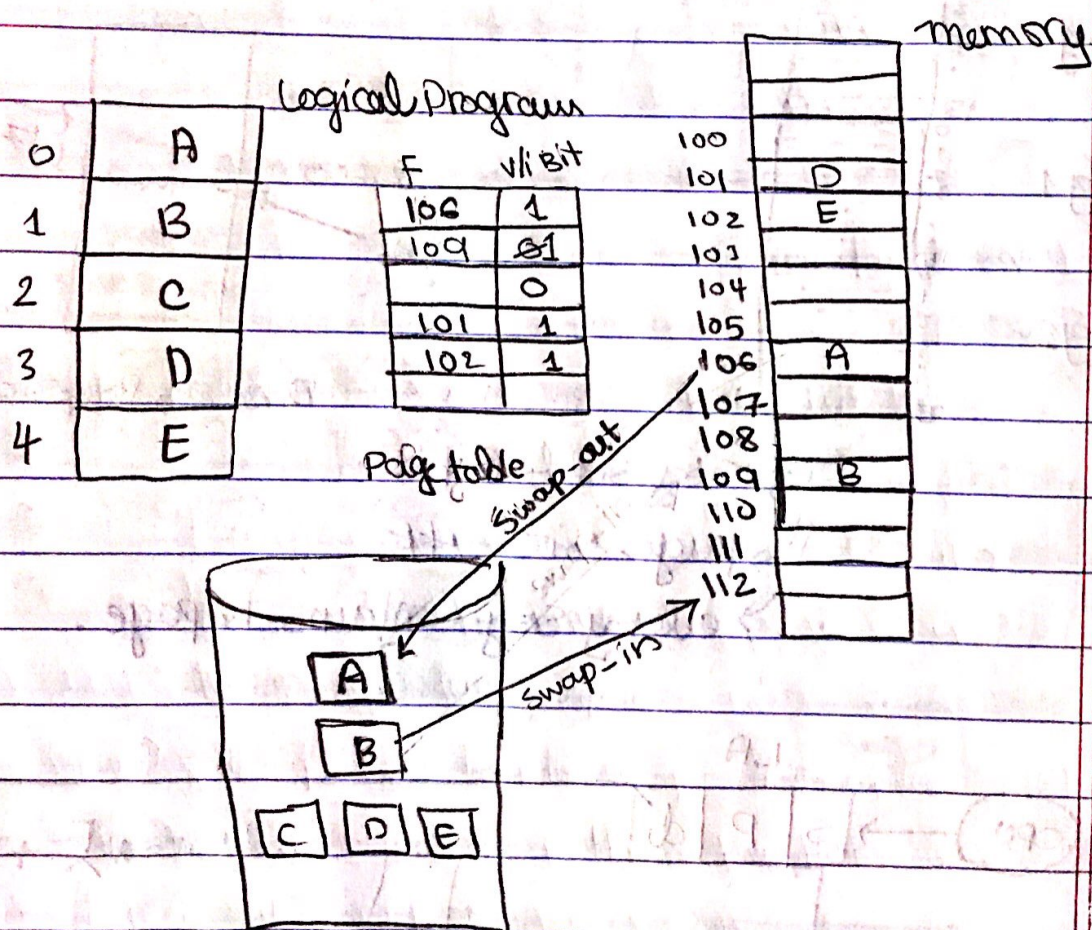 memory
Logical Program
0 A
1 B
2 C
3 D
4 E
F V/i Bit
106 1
109 01
0
101 1
102 1
Page table
100
101 D
102 E
103
104
105
106 A
107
108
109 B
110
111
112
Swap-out
Swap-in
A
B
C D E